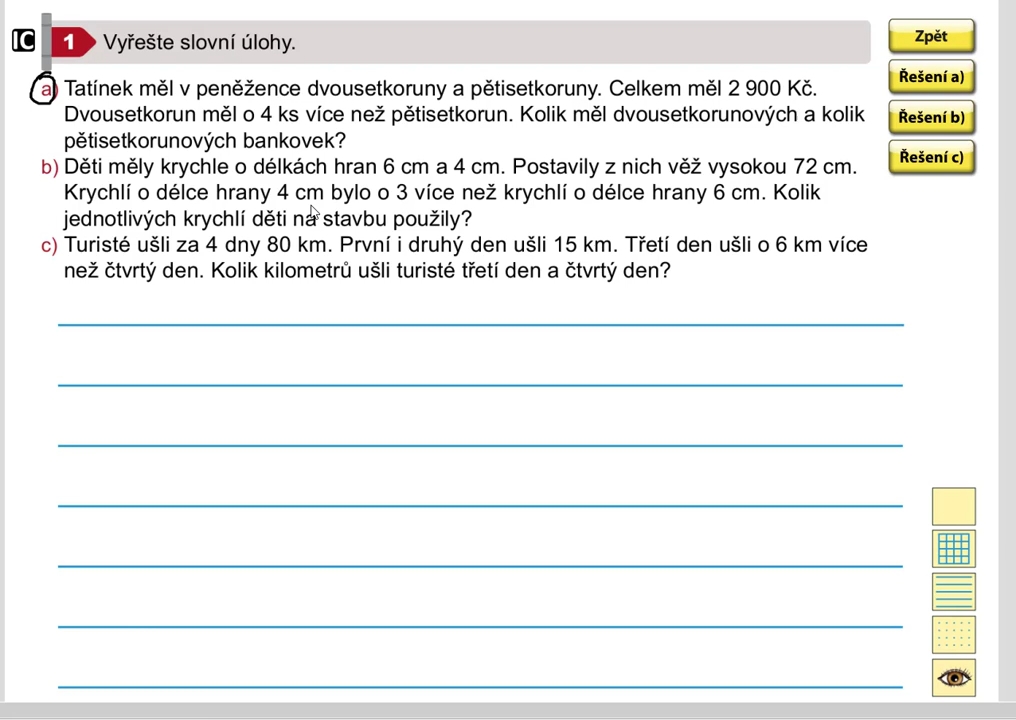 IC 1 Vyřešte slovní úlohy.
Zpět
Řešení a)
Řešení b)
Řešení c)
a) Tatínek měl v peněžence dvousetkoruny a pětisetkoruny. Celkem měl 2 900 Kč.
Dvousetkorun měl o 4 ks více než pětisetkorun. Kolik měl dvousetkorunových a kolik
pětisetkorunových bankovek?
b) Děti měly krychle o délkách hran 6 cm a 4 cm. Postavily z nich věž vysokou 72 cm.
Krychlí o délce hrany 4 cm bylo o 3 více než krychlí o délce hrany 6 cm. Kolik
jednotlivých krychlí děti na stavbu použily?
c) Turisté ušli za 4 dny 80 km. První i druhý den ušli 15 km. Třetí den ušli o 6 km více
než čtvrtý den. Kolik kilometrů ušli turisté třetí den a čtvrtý den?